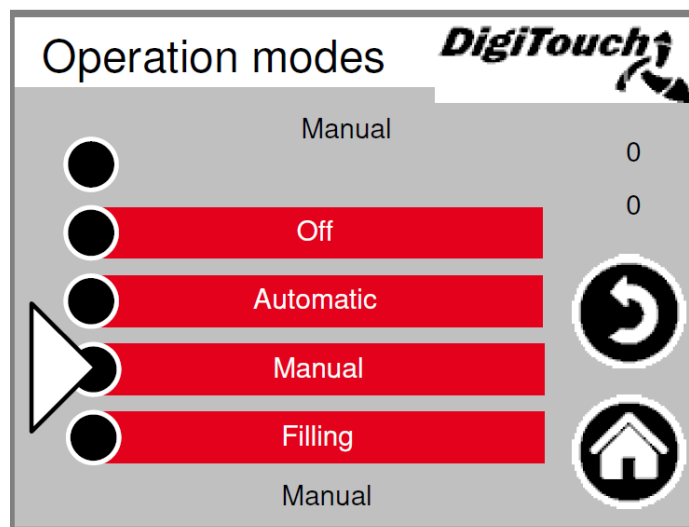 Operation modes
DigiTouch
Manual
0
0
Off
Automatic
Manual
Filling
Manual